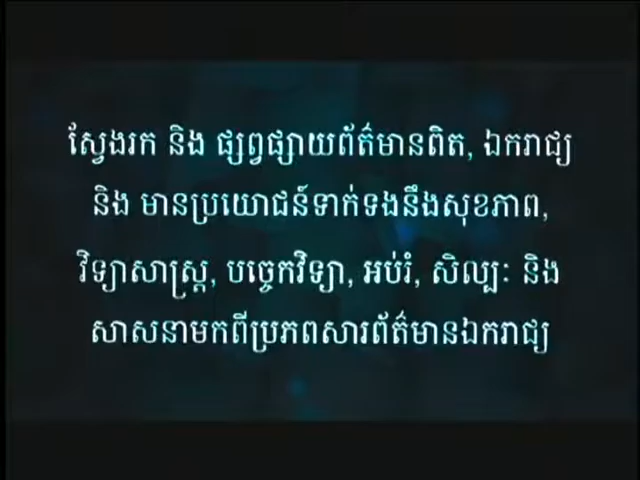 ស្វែងរក និង ផ្សព្វផ្សាយព័ត៌មានពិត, ឯករាជ្យ
និង មានប្រយោជន៍ទាក់ទងនឹងសុខភាព,
វិទ្យាសាស្ត្រ, បច្ចេកវិទ្យា, អប់រំ, សិល្បៈ និង
សាសនាមកពីប្រភពសារព័ត៌មានឯករាជ្យ